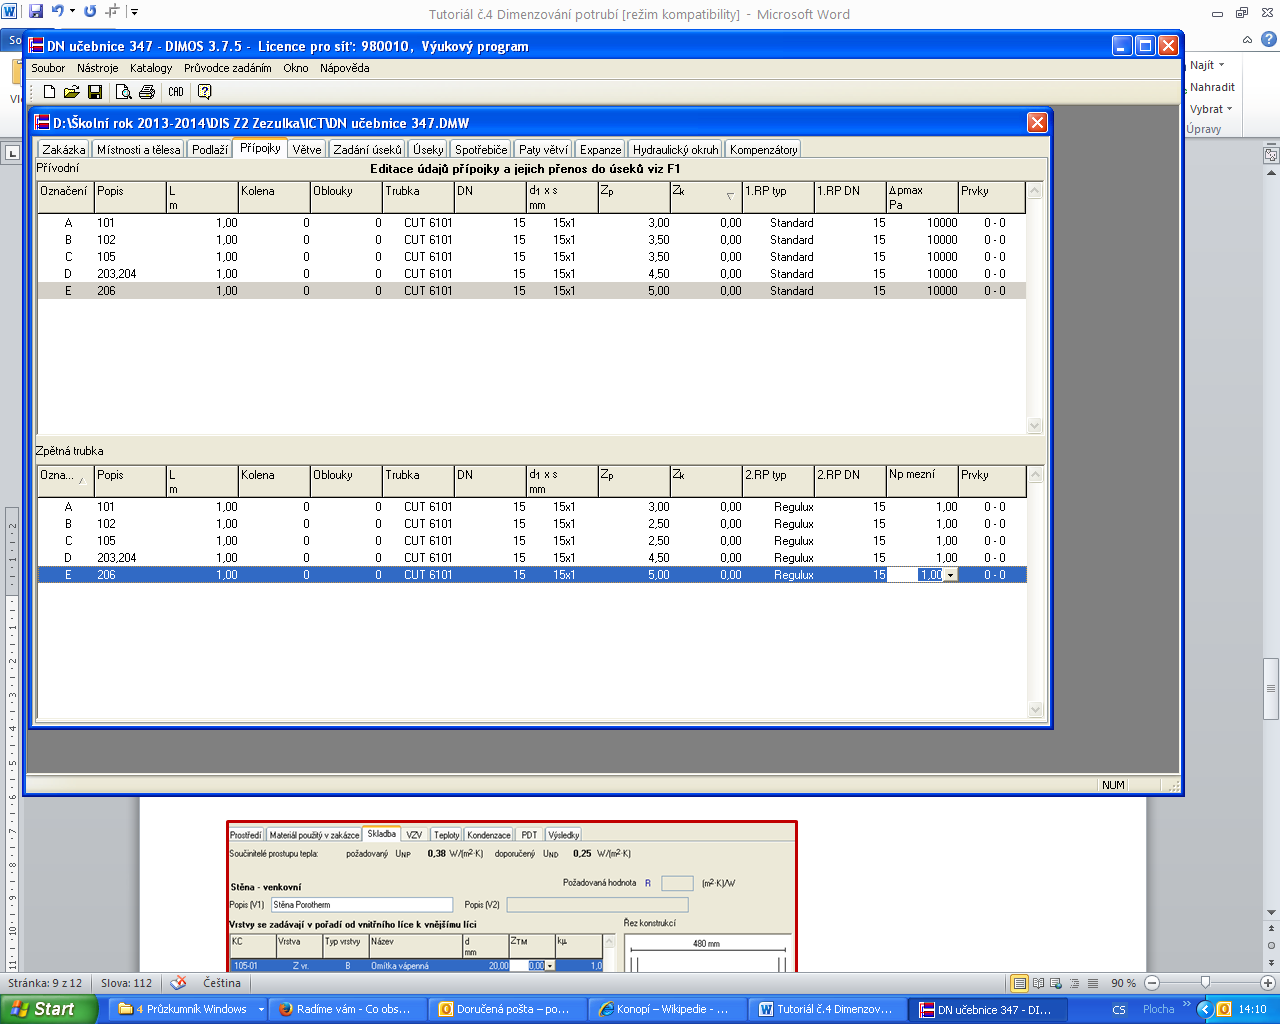 Tutoriál č.4 Dimenzování potrubí [režim kompatibility] - Microsoft Word
DN učebnice 347 - DIMOS 3.7.5 - Licence pro síť: 980010, Výukový program
Soubor Nástroje Katalogy Průvodce zadáním Okno Nápověda
Najít
Nahradit
Vybrat
Úpravy
CAD
D:\Školní rok 2013-2014\DIS Z2 Zezulka\ICT\DN učebnice 347.DMW
Zakázka Místnosti a tělesa Podlaží Přípojky Větve Zadání úseků Úseky Spotřebiče Paty větví Expanze Hydraulický okruh Kompenzátory
Přívodní Editace údajů přípojky a jejich přenos do úseků viz F1
Označení Popis L m Kolena Oblouky Trubka DN d1 x s mm Zp Zk 1.RP typ 1.RP DN Δpmax Pa Prvky
A 101 1,00 0 0 CUT 6101 15 15x1 3,00 0,00 Standard 15 10000 0 - 0
B 102 1,00 0 0 CUT 6101 15 15x1 3,50 0,00 Standard 15 10000 0 - 0
C 105 1,00 0 0 CUT 6101 15 15x1 3,50 0,00 Standard 15 10000 0 - 0
D 203,204 1,00 0 0 CUT 6101 15 15x1 4,50 0,00 Standard 15 10000 0 - 0
E 206 1,00 0 0 CUT 6101 15 15x1 5,00 0,00 Standard 15 10000 0 - 0
Zpětná trubka
Ozna... Popis L m Kolena Oblouky Trubka DN d1 x s mm Zp Zk 2.RP typ 2.RP DN Np mezní Prvky
A 101 1,00 0 0 CUT 6101 15 15x1 3,00 0,00 Regulux 15 1,00 0 - 0
B 102 1,00 0 0 CUT 6101 15 15x1 2,50 0,00 Regulux 15 1,00 0 - 0
C 105 1,00 0 0 CUT 6101 15 15x1 2,50 0,00 Regulux 15 1,00 0 - 0
D 203,204 1,00 0 0 CUT 6101 15 15x1 4,50 0,00 Regulux 15 1,00 0 - 0
E 206 1,00 0 0 CUT 6101 15 15x1 5,00 0,00 Regulux 15 1,00 0 - 0
NUM
Prostředí Materiál použitý v zakázce Skladba VZV Teploty Kondenzace PDT Výsledky
Součinitelé prostupu tepla: požadovaný UNP 0,38 W/(m²·K) doporučený UND 0,25 W/(m²·K)
Požadovaná hodnota R (m²·K)/W
Stěna - venkovní
Popis (V1) Stěna Porotherm Popis (V2)
Vrstvy se zadávají v pořadí od vnitřního líce k vnějšímu líci Řez konstrukcí
KC Vrstva Typ vrstvy Název d mm ZTM kμ
480 mm
105-01 Z vr. B Omítka vápenná 20,00 0,00 1,0
Stránka: 9 z 12 Slova: 112 Čeština 90 %
Start 4 Průzkumník Windows Radíme vám - Co obs... Doručená pošta – po... Konopí – Wikipedie - ... Tutoriál č.4 Dimenzov... DN učebnice 347 - DI... CS Plocha » 14:10